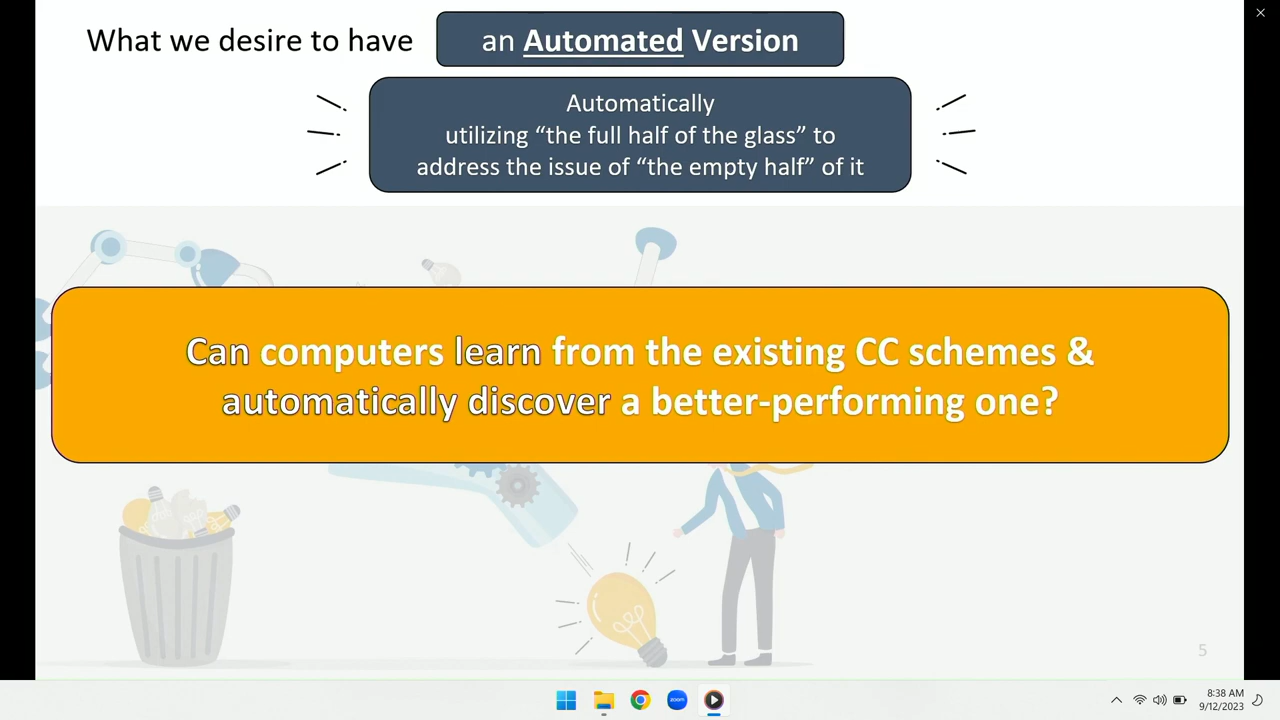 What we desire to have
an Automated Version
Automatically
utilizing “the full half of the glass” to
address the issue of “the empty half” of it
Can computers learn from the existing CC schemes &
automatically discover a better-performing one?
5
zoom
8:38 AM
9/12/2023